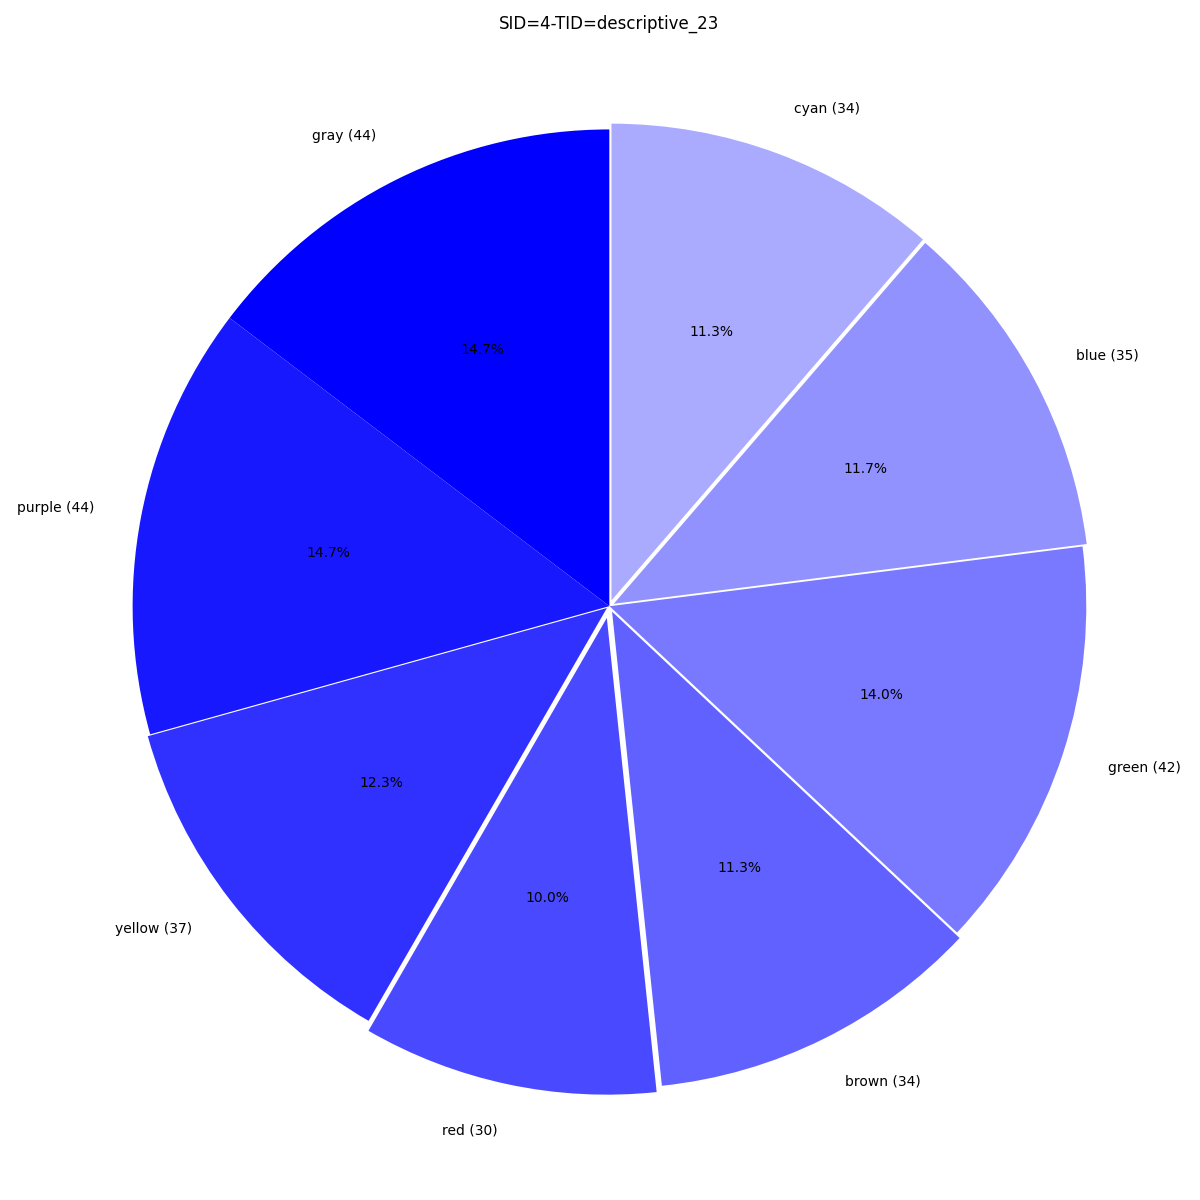 SID=4-TID=descriptive_23
cyan (34)
gray (44)
11.3%
14.7%
blue (35)
11.7%
purple (44)
14.7%
14.0%
green (42)
12.3%
11.3%
10.0%
yellow (37)
brown (34)
red (30)